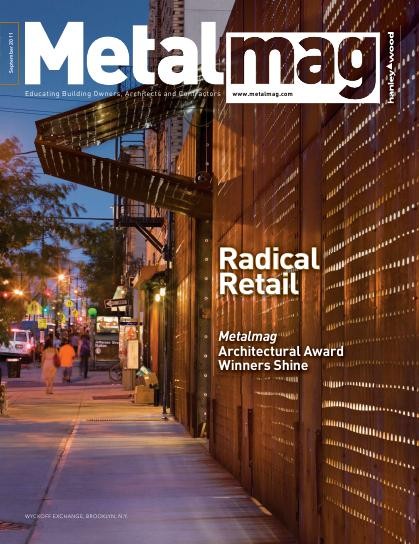 September 2011
Metalmag
hanley▲wood
Educating Building Owners, Architects and Contractors
www.metalmag.com
Radical
Retail
Metalmag
Architectural Award
Winners Shine
WYCKOFF EXCHANGE, BROOKLYN, N.Y.